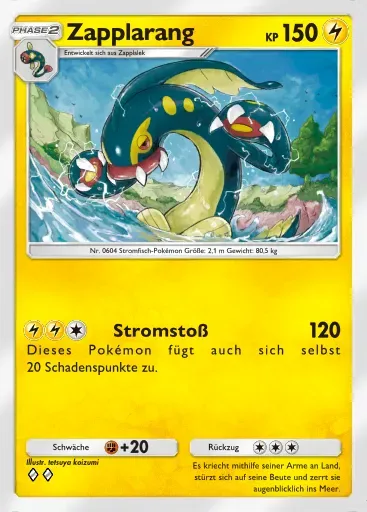 PHASE 2 Zapplarang KP 150
Entwickelt sich aus Zapplalek
Nr. 0604 Stromfisch-Pokémon Größe: 2,1 m Gewicht: 80,5 kg
Stromstoß 120
Dieses Pokémon fügt auch sich selbst
20 Schadenspunkte zu.
Schwäche +20 Rückzug
Illustr. tetsuya koizumi
Es kriecht mithilfe seiner Arme an Land,
stürzt sich auf seine Beute und zerrt sie
augenblicklich ins Meer.